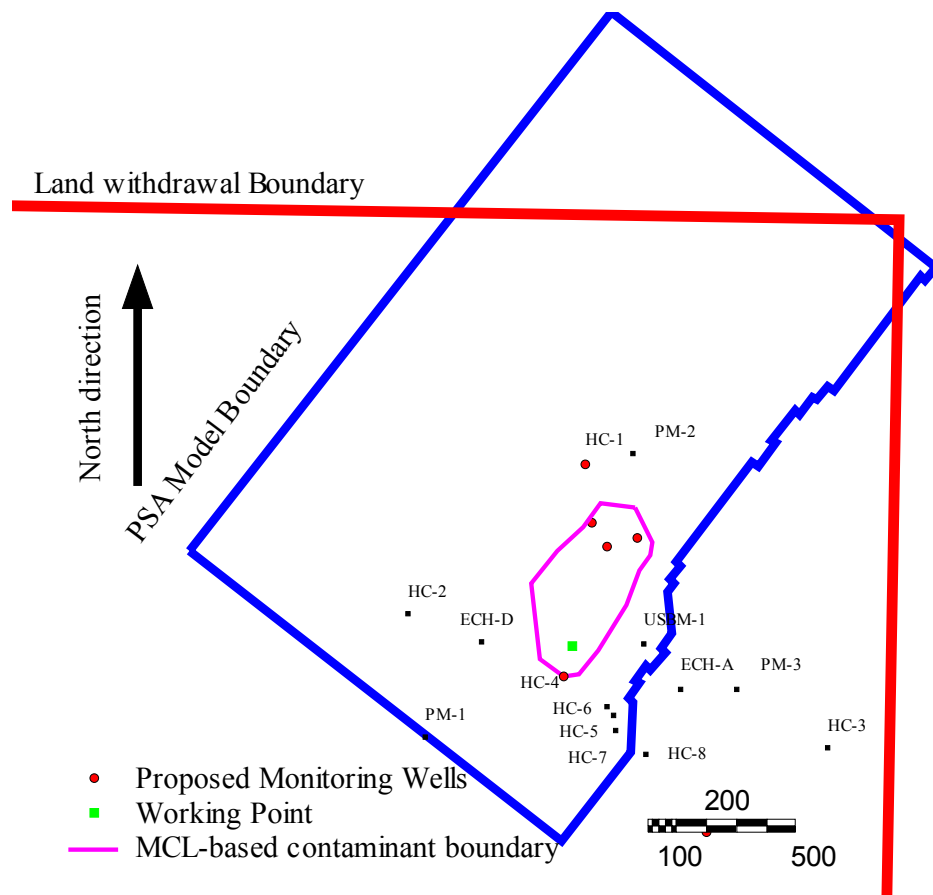 Land withdrawal Boundary
North direction
PSA Model Boundary
HC-1
PM-2
HC-2
ECH-D
USBM-1
HC-4
ECH-A
PM-3
HC-6
PM-1
HC-5
HC-3
HC-7
HC-8
Proposed Monitoring Wells
Working Point
MCL-based contaminant boundary
200
100
500